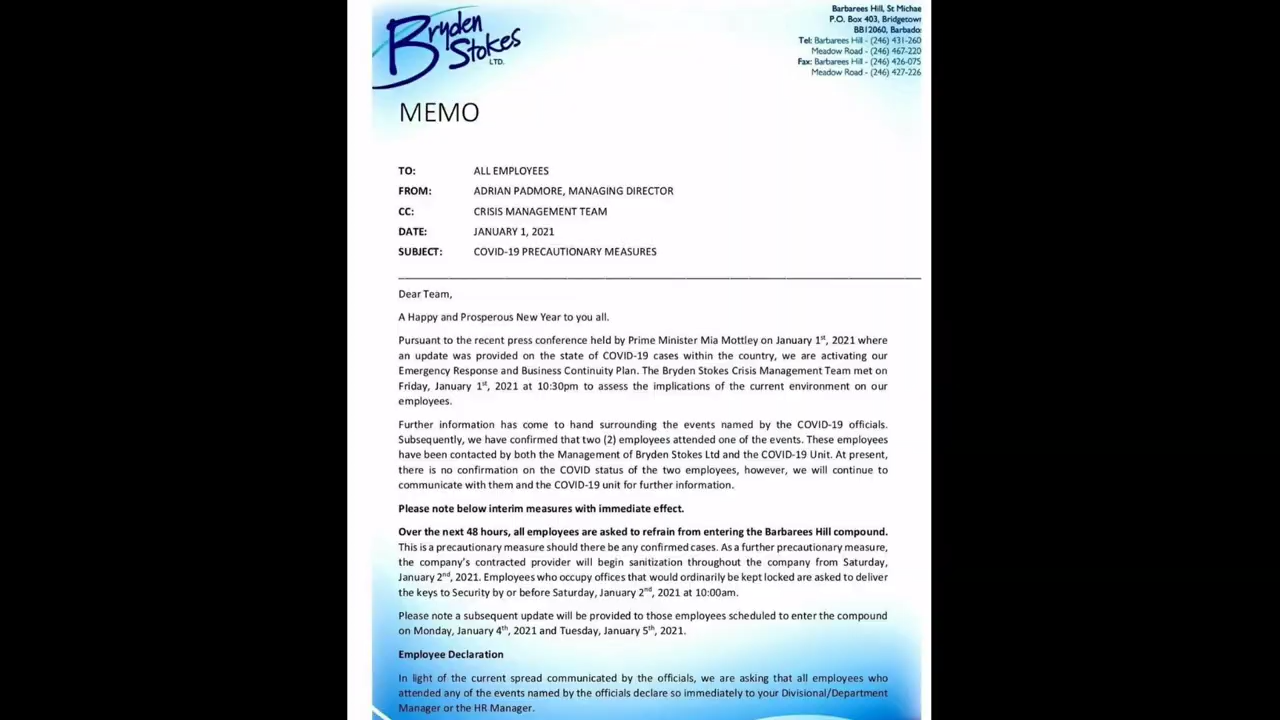 Bryden
Stokes
LTD.
Barbarees Hill, St Michae
P.O. Box 403, Bridgetow
BB12060, Barbado
Tel: Barbarees Hill - (246) 431-260
Meadow Road - (246) 467-220
Fax: Barbarees Hill - (246) 426-075
Meadow Road - (246) 427-226
MEMO
TO: ALL EMPLOYEES
FROM: ADRIAN PADMORE, MANAGING DIRECTOR
CC: CRISIS MANAGEMENT TEAM
DATE: JANUARY 1, 2021
SUBJECT: COVID-19 PRECAUTIONARY MEASURES
Dear Team,
A Happy and Prosperous New Year to you all.
Pursuant to the recent press conference held by Prime Minister Mia Mottley on January 1st, 2021 where
an update was provided on the state of COVID-19 cases within the country, we are activating our
Emergency Response and Business Continuity Plan. The Bryden Stokes Crisis Management Team met on
Friday, January 1st, 2021 at 10:30pm to assess the implications of the current environment on our
employees.
Further information has come to hand surrounding the events named by the COVID-19 officials.
Subsequently, we have confirmed that two (2) employees attended one of the events. These employees
have been contacted by both the Management of Bryden Stokes Ltd and the COVID-19 Unit. At present,
there is no confirmation on the COVID status of the two employees, however, we will continue to
communicate with them and the COVID-19 unit for further information.
Please note below interim measures with immediate effect.
Over the next 48 hours, all employees are asked to refrain from entering the Barbarees Hill compound.
This is a precautionary measure should there be any confirmed cases. As a further precautionary measure,
the company's contracted provider will begin sanitization throughout the company from Saturday,
January 2nd, 2021. Employees who occupy offices that would ordinarily be kept locked are asked to deliver
the keys to Security by or before Saturday, January 2nd, 2021 at 10:00am.
Please note a subsequent update will be provided to those employees scheduled to enter the compound
on Monday, January 4th, 2021 and Tuesday, January 5th, 2021.
Employee Declaration
In light of the current spread communicated by the officials, we are asking that all employees who
attended any of the events named by the officials declare so immediately to your Divisional/Department
Manager or the HR Manager.